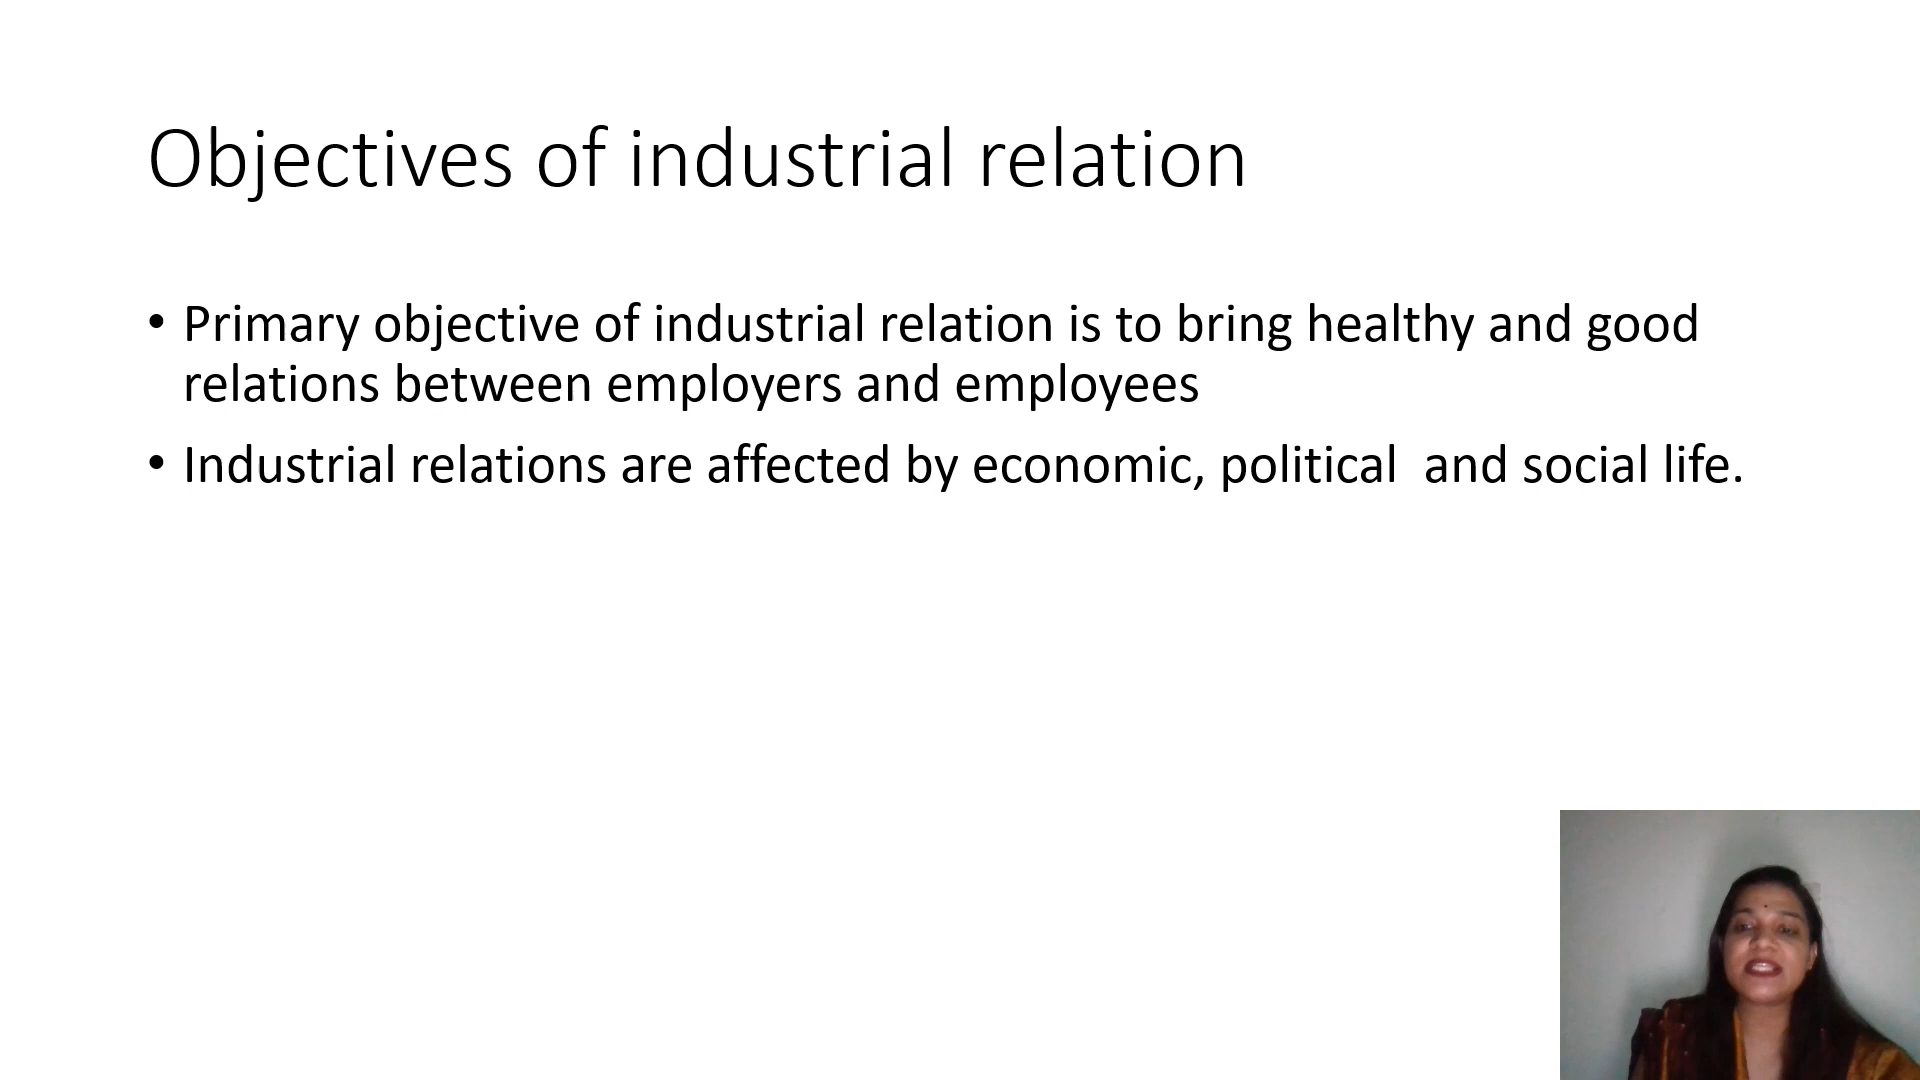 Objectives of industrial relation
• Primary objective of industrial relation is to bring healthy and good
relations between employers and employees
• Industrial relations are affected by economic, political  and social life.